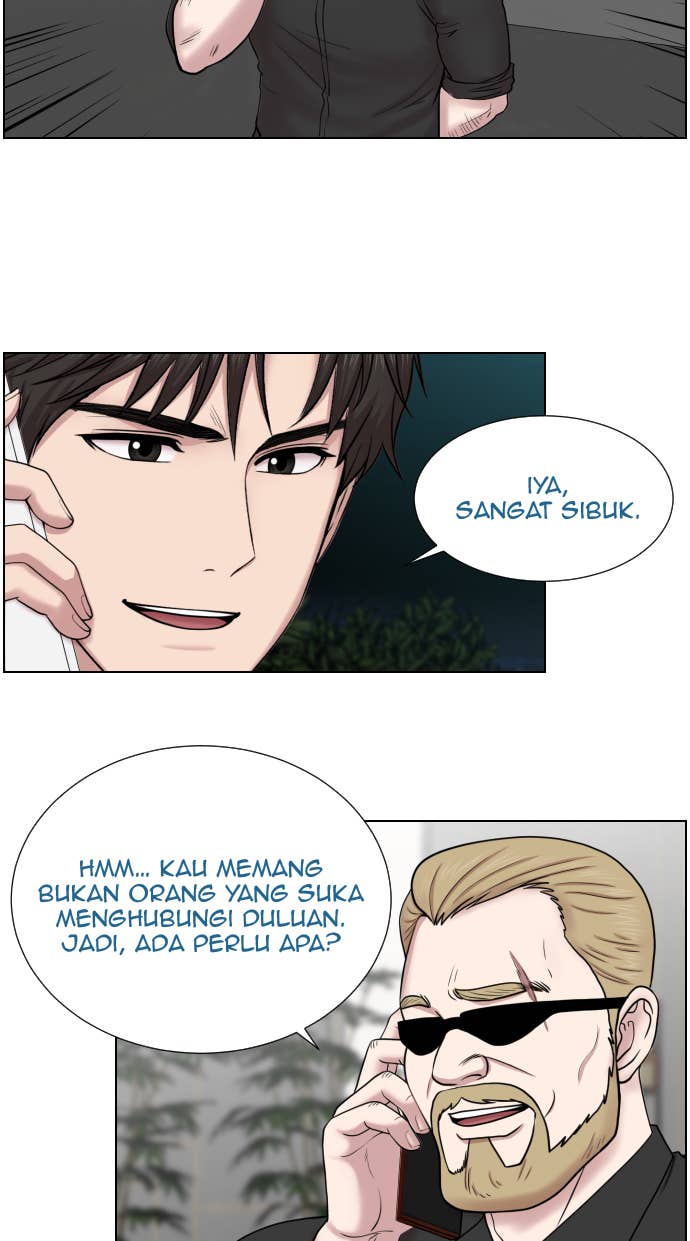 IYA,
SANGAT SIBUK.
HMM... KAU MEMANG
BUKAN ORANG YANG SUKA
MENGHUBUNGI DULUAN.
JADI, ADA PERLU APA?